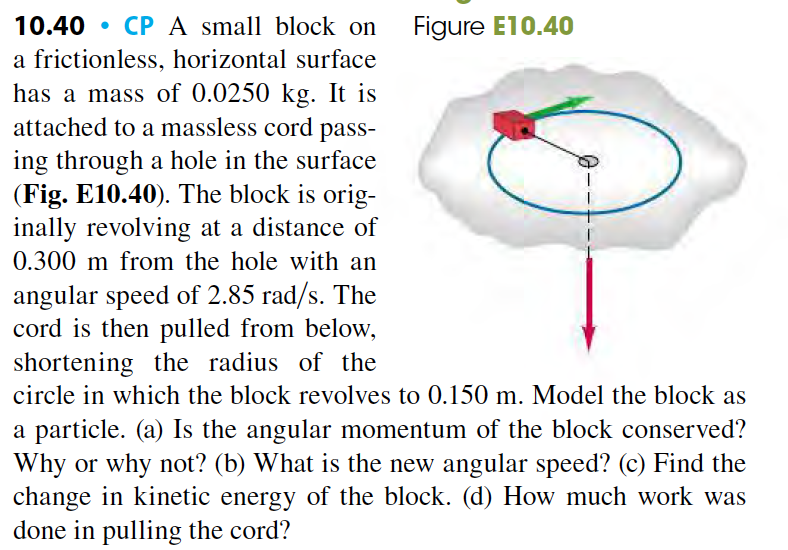 10.40 • CP A small block on
Figure E10.40
a frictionless, horizontal surface
has a mass of 0.0250 kg. It is
attached to a massless cord pass-
ing through a hole in the surface
(Fig. E10.40). The block is orig-
inally revolving at a distance of
0.300 m from the hole with an
angular speed of 2.85 rad/s. The
cord is then pulled from below,
shortening the radius of the
circle in which the block revolves to 0.150 m. Model the block as
a particle. (a) Is the angular momentum of the block conserved?
Why or why not? (b) What is the new angular speed? (c) Find the
change in kinetic energy of the block. (d) How much work was
done in pulling the cord?